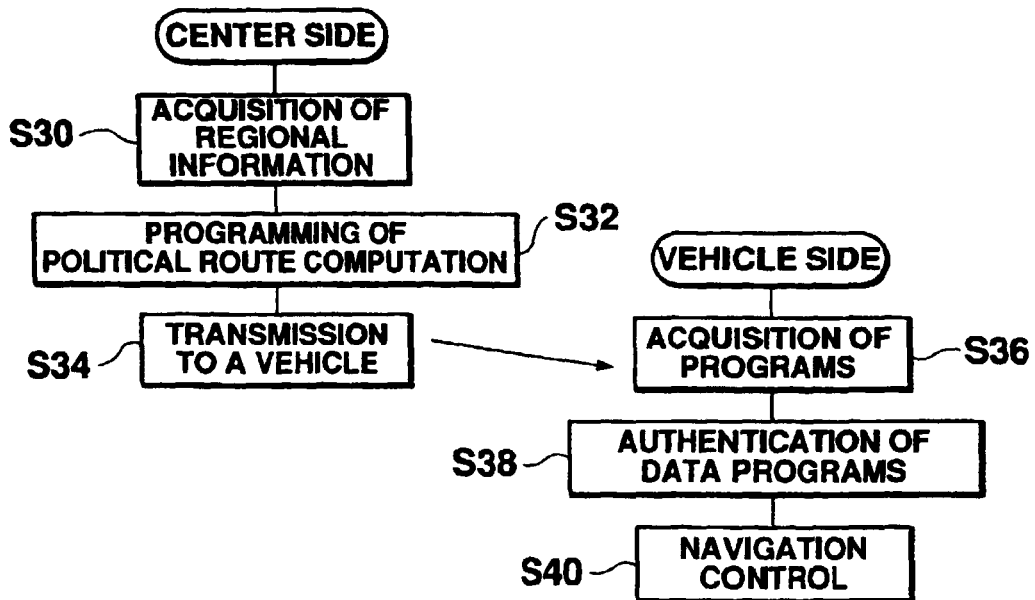 CENTER SIDE
S30
ACQUISITION OF
REGIONAL
INFORMATION
S32
PROGRAMMING OF
POLITICAL ROUTE COMPUTATION
S34
TRANSMISSION
TO A VEHICLE
VEHICLE SIDE
ACQUISITION OF
PROGRAMS
S36
S38
AUTHENTICATION OF
DATA PROGRAMS
S40
NAVIGATION
CONTROL